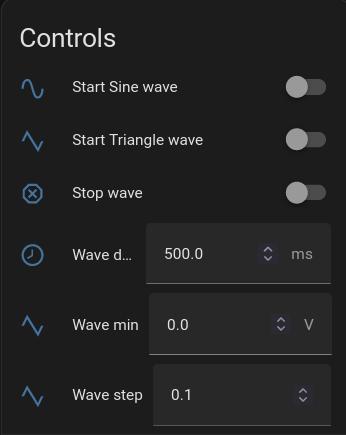 Controls
Start Sine wave
Start Triangle wave
Stop wave
Wave d... 500.0 ms
Wave min 0.0 V
Wave step 0.1